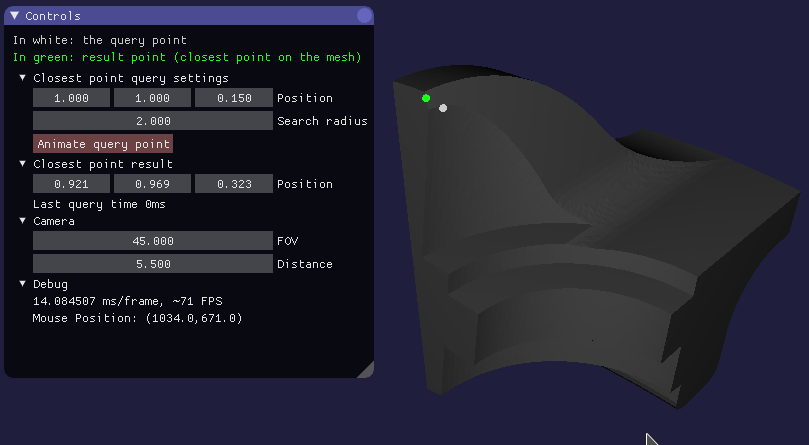 Controls
In white: the query point
In green: result point (closest point on the mesh)
Closest point query settings
1.000 1.000 0.150 Position
2.000 Search radius
Animate query point
Closest point result
0.921 0.969 0.323 Position
Last query time 0ms
Camera
45.000 FOV
5.500 Distance
Debug
14.084507 ms/frame, ~71 FPS
Mouse Position: (1034.0,671.0)